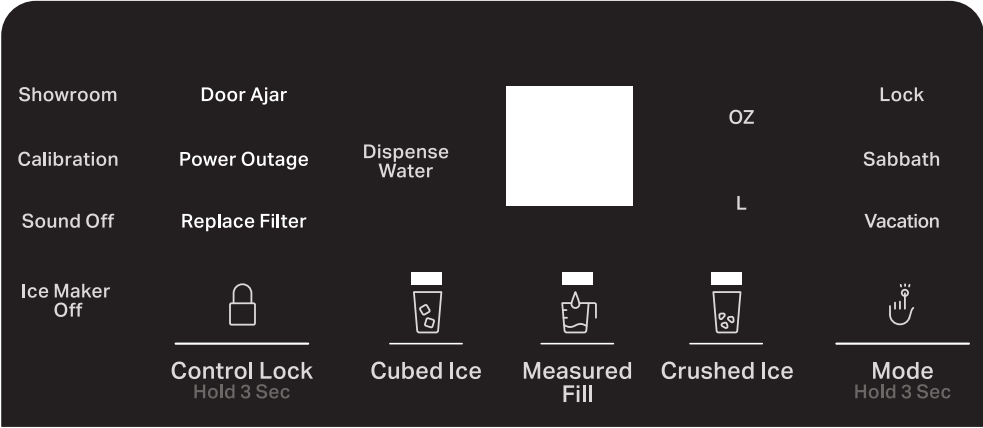 Showroom
Door Ajar
Lock
OZ
Calibration
Power Outage
Dispense
Water
Sabbath
L
Sound Off
Replace Filter
Vacation
Ice Maker
Off
Control Lock
Hold 3 Sec
Cubed Ice
Measured
Fill
Crushed Ice
Mode
Hold 3 Sec